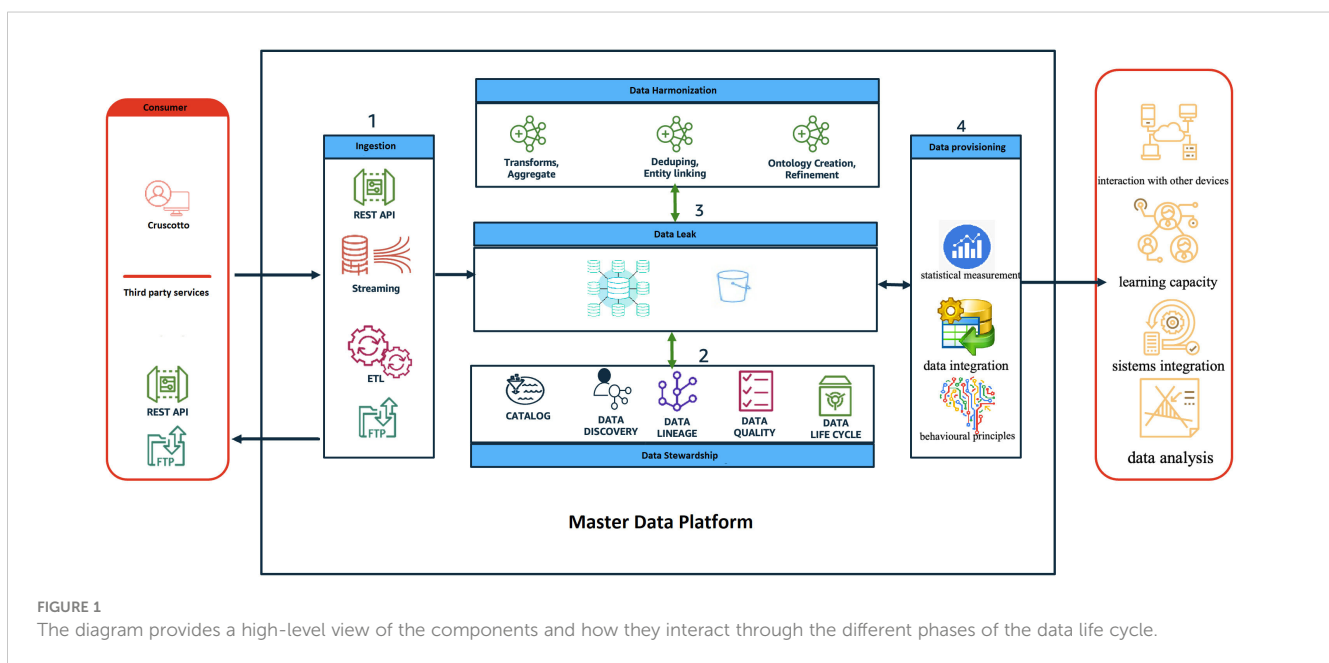 Consumer
Cruscotto
Third party services
REST API
FTP
1
Ingestion
REST API
Streaming
ETL
FTP
Data Harmonization
Transforms,
Aggregate
Deduping,
Entity linking
Ontology Creation,
Refinement
3
Data Leak
2
CATALOG
DATA
DISCOVERY
DATA
LINEAGE
DATA
QUALITY
DATA
LIFE CYCLE
Data Stewardship
4
Data provisioning
statistical measurement
data integration
behavioural principles
interaction with other devices
learning capacity
sistems integration
data analysis
Master Data Platform
FIGURE 1
The diagram provides a high-level view of the components and how they interact through the different phases of the data life cycle.